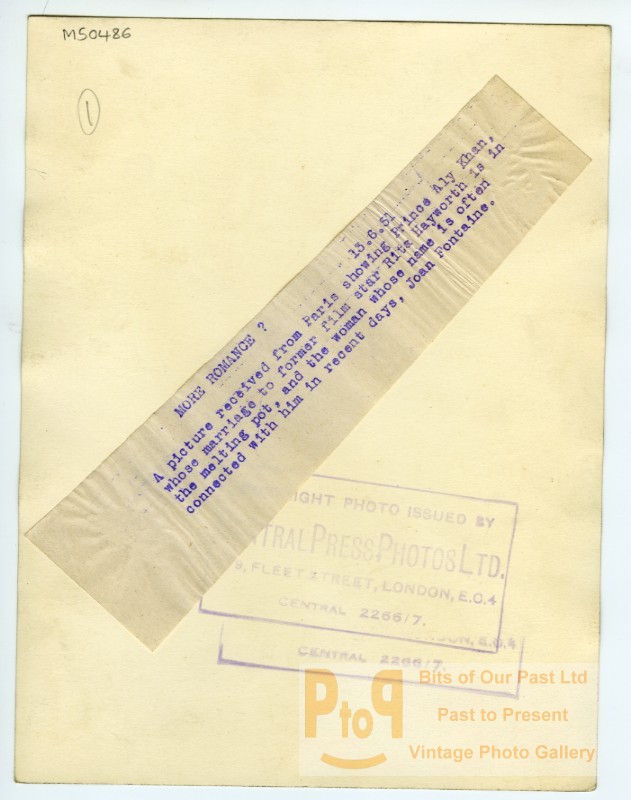 M50486
1
MORE ROMANCE ?
13.6.51
A picture received from Paris showing Prince Aly Khan,
whose marriage to former film star Rita Hayworth is in
the melting pot, and the woman whose name is often
connected with him in recent days, Joan Fontaine.
PHOTO ISSUED BY
PRESS PHOTOS LTD.
FLEET STREET, LONDON, E.C.4
CENTRAL 2266/7.
E.C.4
CENTRAL 2266/7.
PtoP
Bits of Our Past Ltd
Past to Present
Vintage Photo Gallery